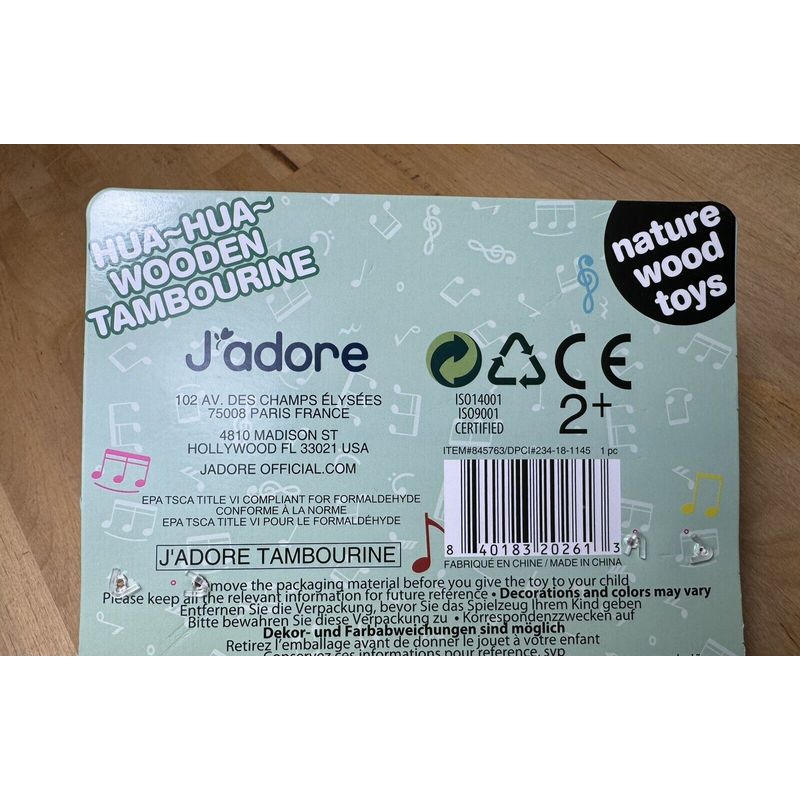 HUA~HUA~
WOODEN
TAMBOURINE
nature
wood
toys
J'adore
102 AV. DES CHAMPS ÉLYSÉES
75008 PARIS FRANCE
4810 MADISON ST
HOLLYWOOD FL 33021 USA
JADORE OFFICIAL.COM
EPA TSCA TITLE VI COMPLIANT FOR FORMALDEHYDE
CONFORME À LA NORME
EPA TSCA TITLE VI POUR LE FORMALDÉHYDE
J'ADORE TAMBOURINE
CE
ISO14001
ISO9001
CERTIFIED
2+
ITEM#845763/DPCI#234-18-1145 1 pc
8 40183 20261 3
FABRIQUÉ EN CHINE / MADE IN CHINA
move the packaging material before you give the toy to your child
Please keep all the relevant information for future reference • Decorations and colors may vary
Entfernen Sie die Verpackung, bevor Sie das Spielzeug Ihrem Kind geben
Bitte bewahren Sie diese Verpackung zu • Korrespondenzzwecken auf
Dekor- und Farbabweichungen sind möglich
Retirez l'emballage avant de donner le jouet à votre enfant
Conservez ces informations pour reference, svp